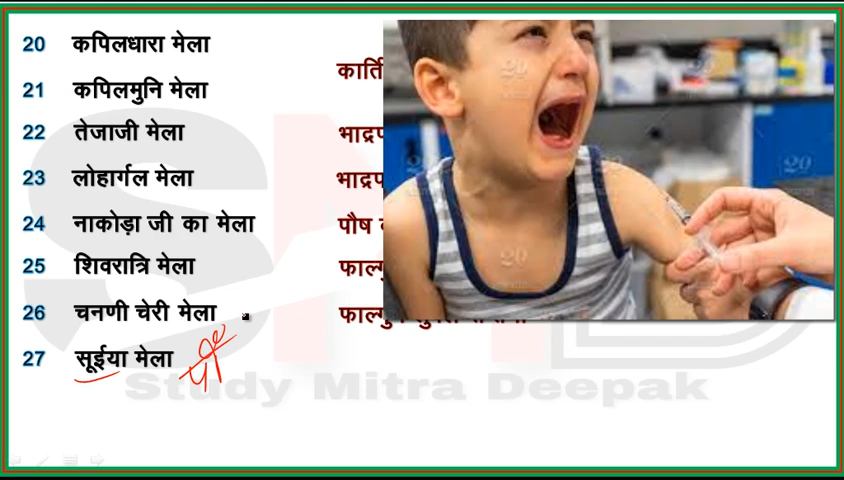 20 कपिलधारा मेला
कार्ति
21 कपिलमुनि मेला
22 तेजाजी मेला भाद्रप
23 लोहार्गल मेला भाद्रप
24 नाकोड़ा जी का मेला पौष
25 शिवरात्रि मेला फाल्गु
26 चनणी चेरी मेला
27 सूईया मेला
Study Mitra Deepak